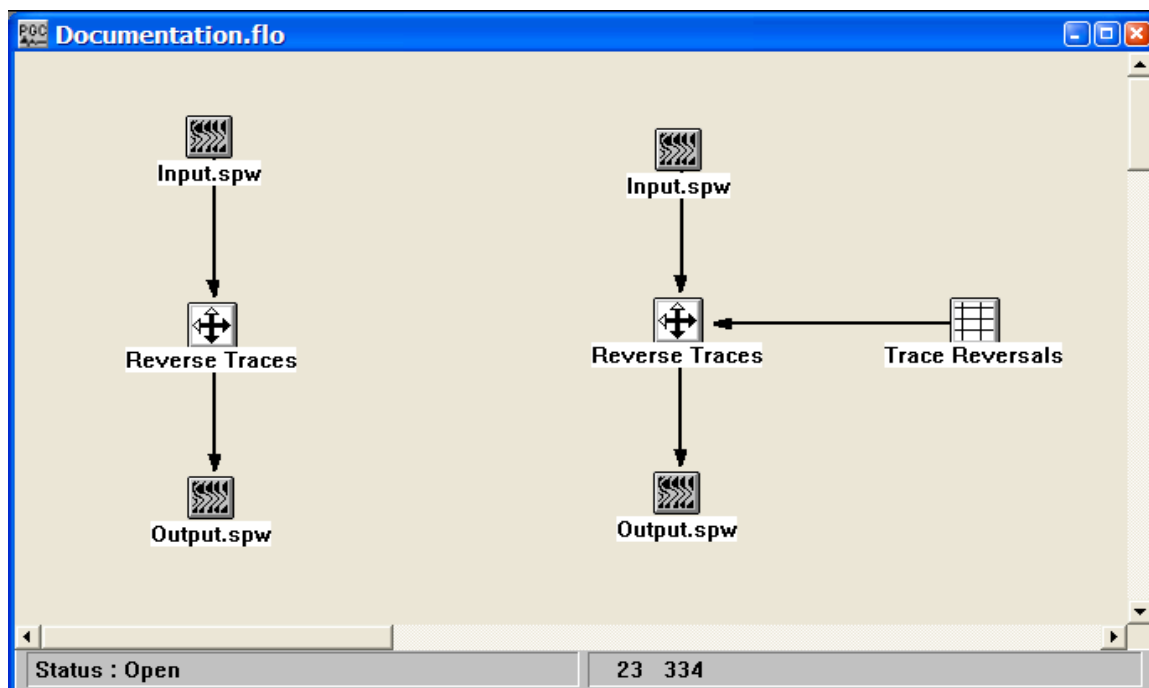 PGC Documentation.flo
Input.spw
Reverse Traces
Output.spw
Input.spw
Reverse Traces
Trace Reversals
Output.spw
Status : Open
23 334